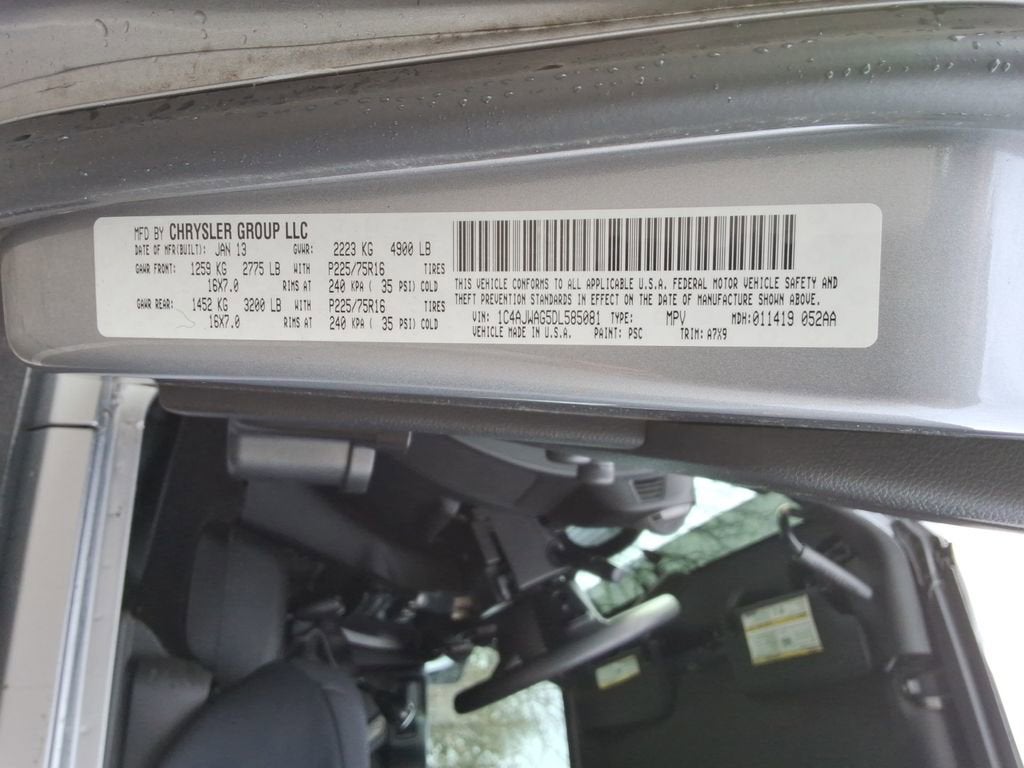 MFD BY CHRYSLER GROUP LLC
DATE OF MFR(BUILT): JAN 13 GVWR: 2223 KG 4900 LB
GAWR FRONT: 1259 KG 2775 LB WITH P225/75R16 TIRES
16X7.0 RIMS AT 240 KPA ( 35 PSI) COLD
GAWR REAR: 1452 KG 3200 LB WITH P225/75R16 TIRES
16X7.0 RIMS AT 240 KPA ( 35 PSI) COLD
THIS VEHICLE CONFORMS TO ALL APPLICABLE U.S.A. FEDERAL MOTOR VEHICLE SAFETY AND
THEFT PREVENTION STANDARDS IN EFFECT ON THE DATE OF MANUFACTURE SHOWN ABOVE.
VIN: 1C4AJWAG5DL585081 TYPE: MPV MDH:011419 052AA
VEHICLE MADE IN U.S.A. PAINT: PSC TRIM: A7X9